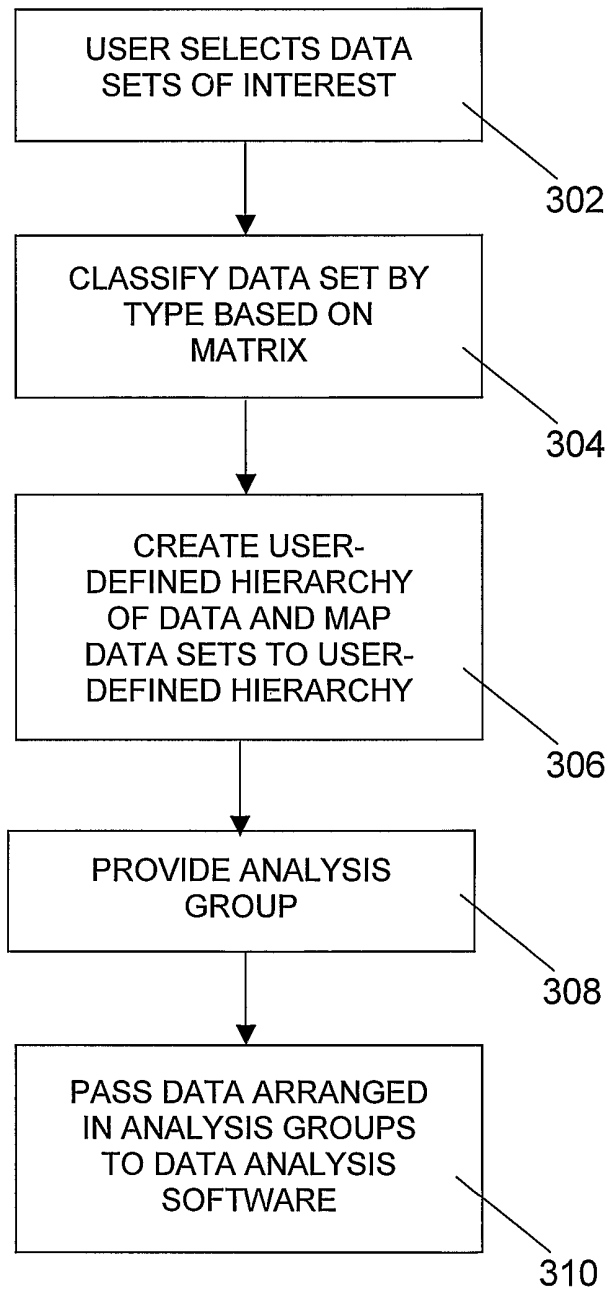 USER SELECTS DATA
SETS OF INTEREST
302
CLASSIFY DATA SET BY
TYPE BASED ON
MATRIX
304
CREATE USER-
DEFINED HIERARCHY
OF DATA AND MAP
DATA SETS TO USER-
DEFINED HIERARCHY
306
PROVIDE ANALYSIS
GROUP
308
PASS DATA ARRANGED
IN ANALYSIS GROUPS
TO DATA ANALYSIS
SOFTWARE
310